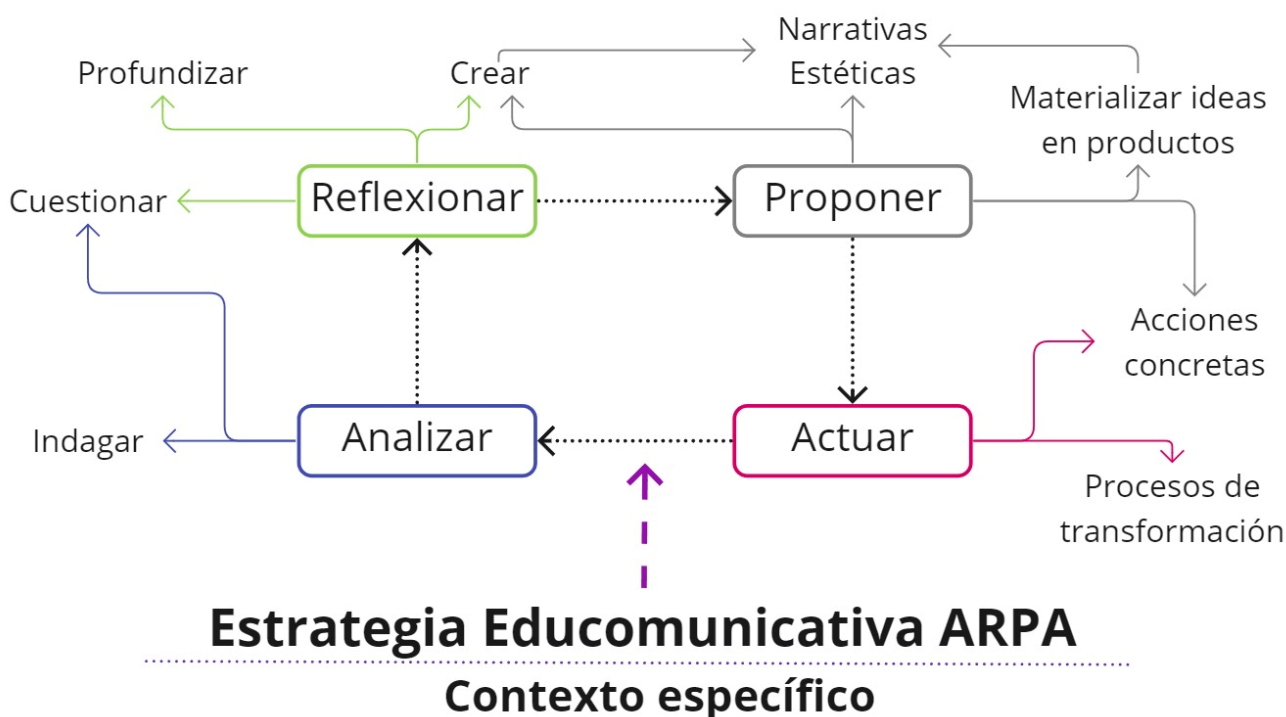 Narrativas
Estéticas
Profundizar
Crear
Materializar ideas
en productos
Cuestionar
Reflexionar
Proponer
Acciones
concretas
Indagar
Analizar
Actuar
Procesos de
transformación
Estrategia Educomunicativa ARPA
Contexto específico